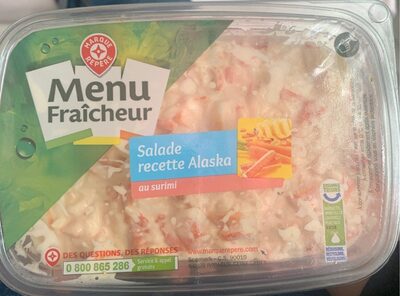 MARQUE
REPÈRE
Menu
Fraîcheur
Salade
recette Alaska
au surimi
DES QUESTIONS, DES RÉPONSES
0 800 865 286
Service & appel
gratuits
www.marquerepere.com